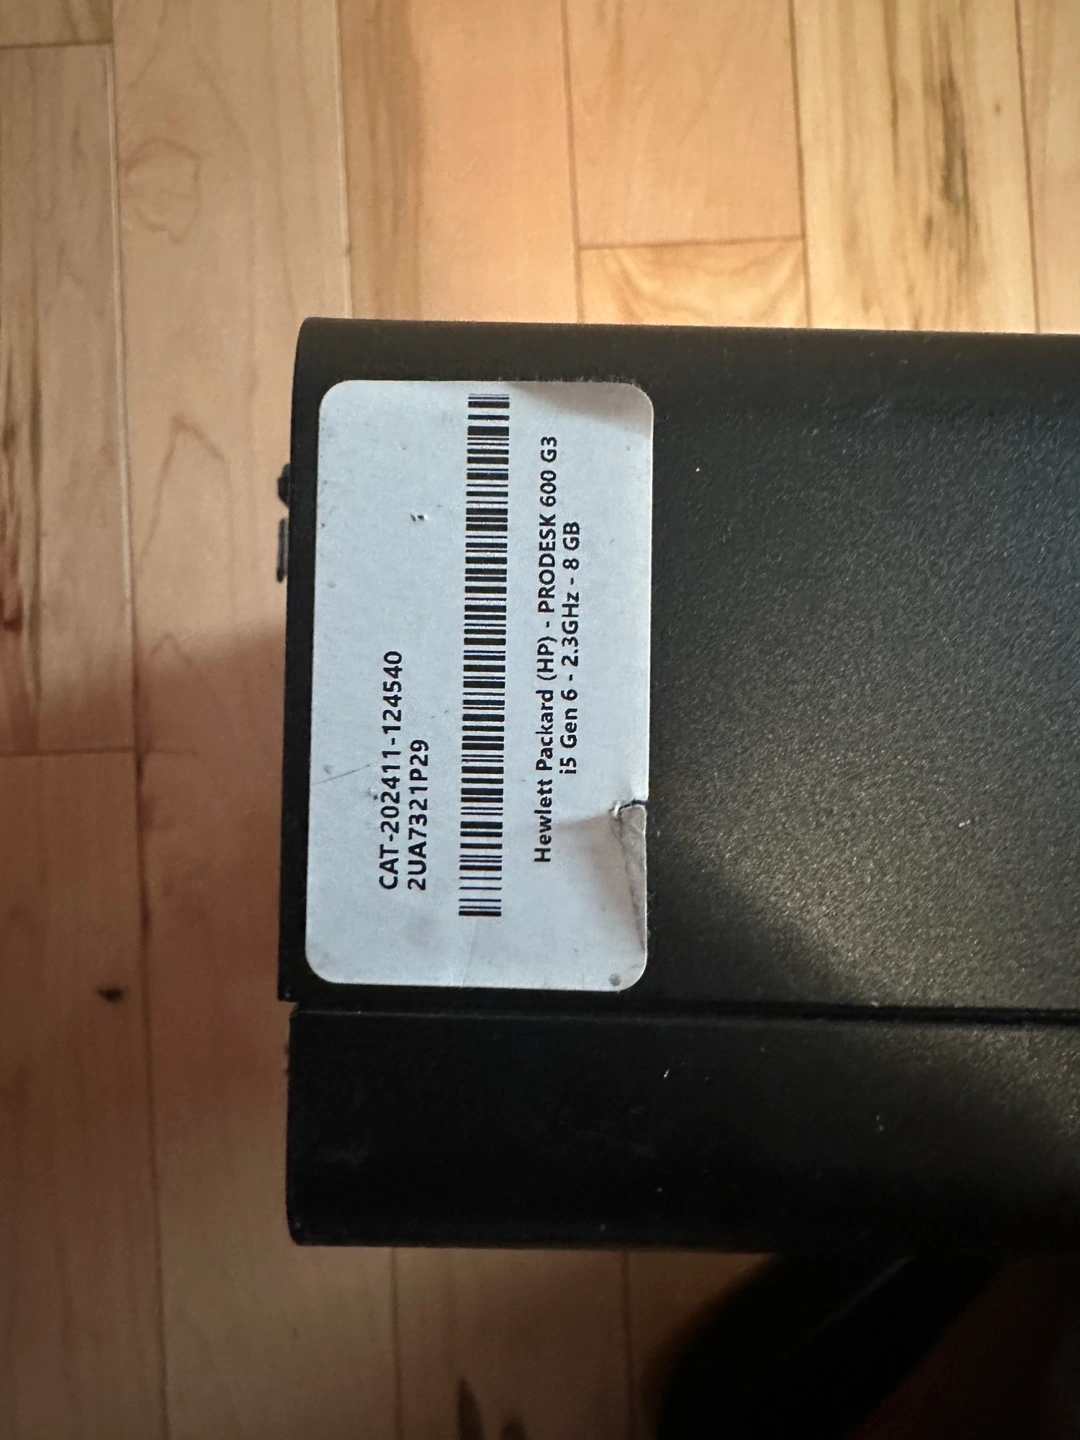 CAT-202411-124540
2UA7321P29
Hewlett Packard (HP) - PRODESK 600 G3
i5 Gen 6 - 2.3GHz - 8 GB